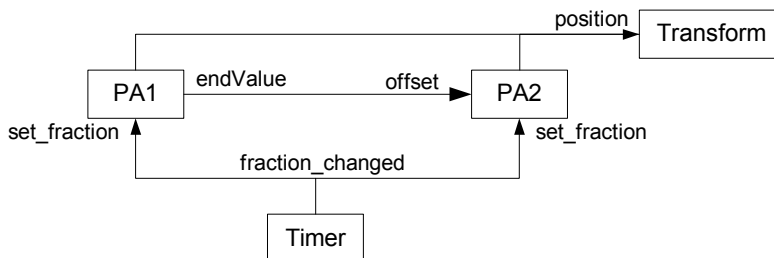 position
Transform
PA1
endValue
offset
PA2
set_fraction
set_fraction
fraction_changed
Timer